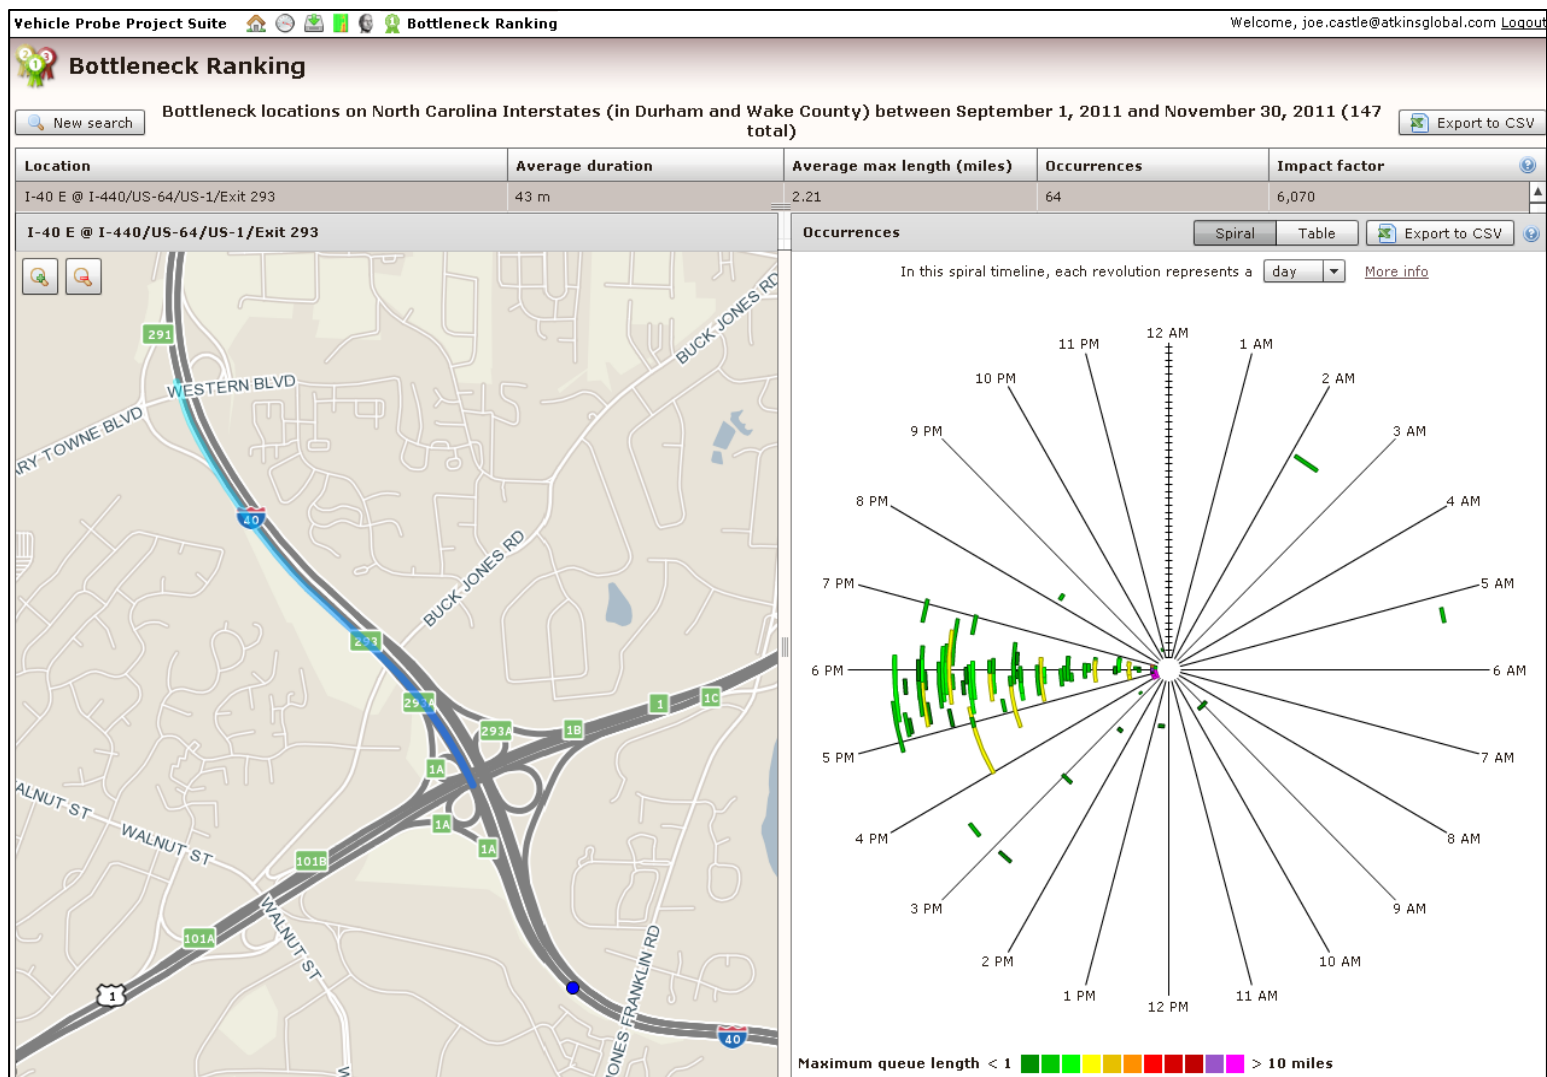 Vehicle Probe Project Suite Bottleneck Ranking
Welcome, joe.castle@atkinsglobal.com Logout
Bottleneck Ranking
New search
Bottleneck locations on North Carolina Interstates (in Durham and Wake County) between September 1, 2011 and November 30, 2011 (147
total)
Export to CSV
Location Average duration Average max length (miles) Occurrences Impact factor
I-40 E @ I-440/US-64/US-1/Exit 293 43 m 2.21 64 6,070
I-40 E @ I-440/US-64/US-1/Exit 293
291
WESTERN BLVD
RY TOWNE BLVD
BUCK JONES RD
40
BUCK JONES RD
293
293A
293A
1B
1
1C
1A
1A
1A
ALNUT ST
WALNUT ST
101B
WALNUT ST
101A
1
JONES FRANKLIN RD
40
Occurrences
Spiral Table Export to CSV
In this spiral timeline, each revolution represents a day More info
12 AM
1 AM
2 AM
3 AM
4 AM
5 AM
6 AM
7 AM
8 AM
9 AM
10 AM
11 AM
12 PM
1 PM
2 PM
3 PM
4 PM
5 PM
6 PM
7 PM
8 PM
9 PM
10 PM
11 PM
Maximum queue length < 1 > 10 miles